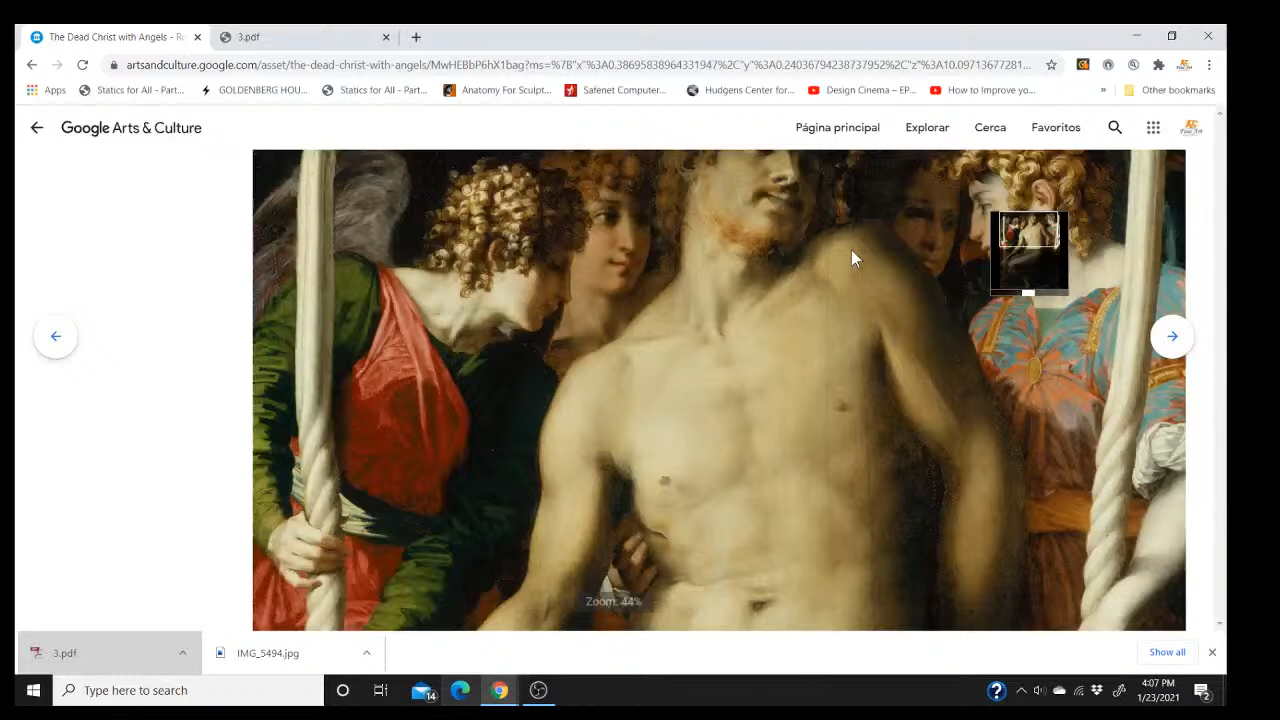 The Dead Christ with Angels - Ro
3.pdf
artsandculture.google.com/asset/the-dead-christ-with-angels/MwHEBbP6hX1bag?ms=%7B"x"%3A0.38695838964331947%2C"y"%3A0.24036794238737952%2C"z"%3A10.09713677281...
Apps
Statics for All - Part...
GOLDENBERG HOU...
Statics for All - Part...
Anatomy For Sculpt...
Safenet Computer...
Hudgens Center for...
Design Cinema – EP...
How to Improve yo...
»
Other bookmarks
Google Arts & Culture
Página principal
Explorar
Cerca
Favoritos
Zoom: 44%
3.pdf
IMG_5494.jpg
Show all
Type here to search
14
4:07 PM
1/23/2021
2